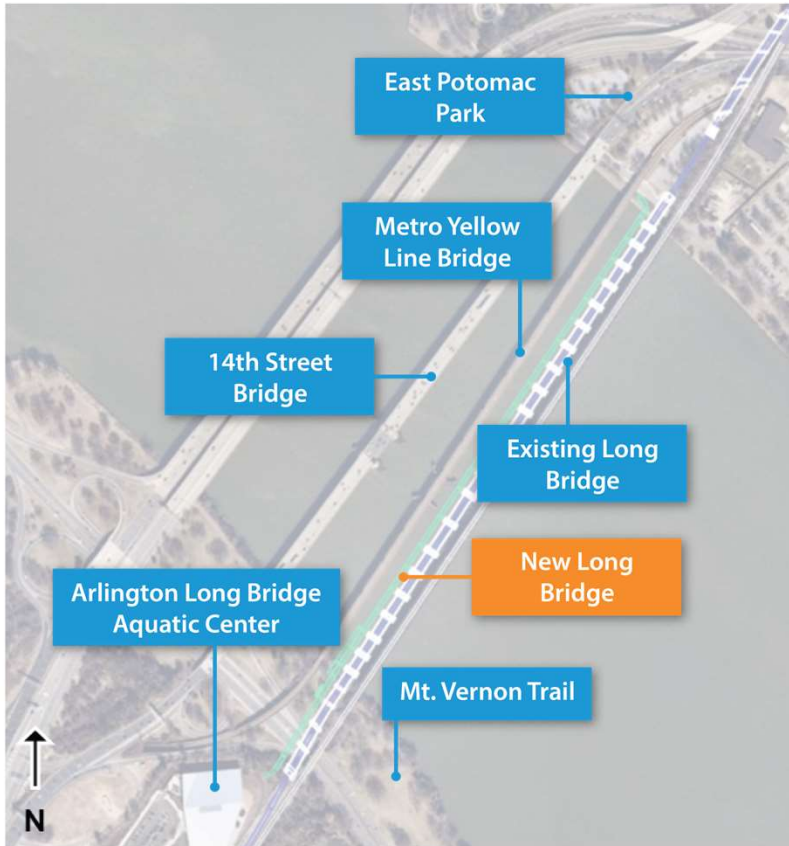 East Potomac
Park
Metro Yellow
Line Bridge
14th Street
Bridge
Existing Long
Bridge
New Long
Bridge
Arlington Long Bridge
Aquatic Center
Mt. Vernon Trail
N